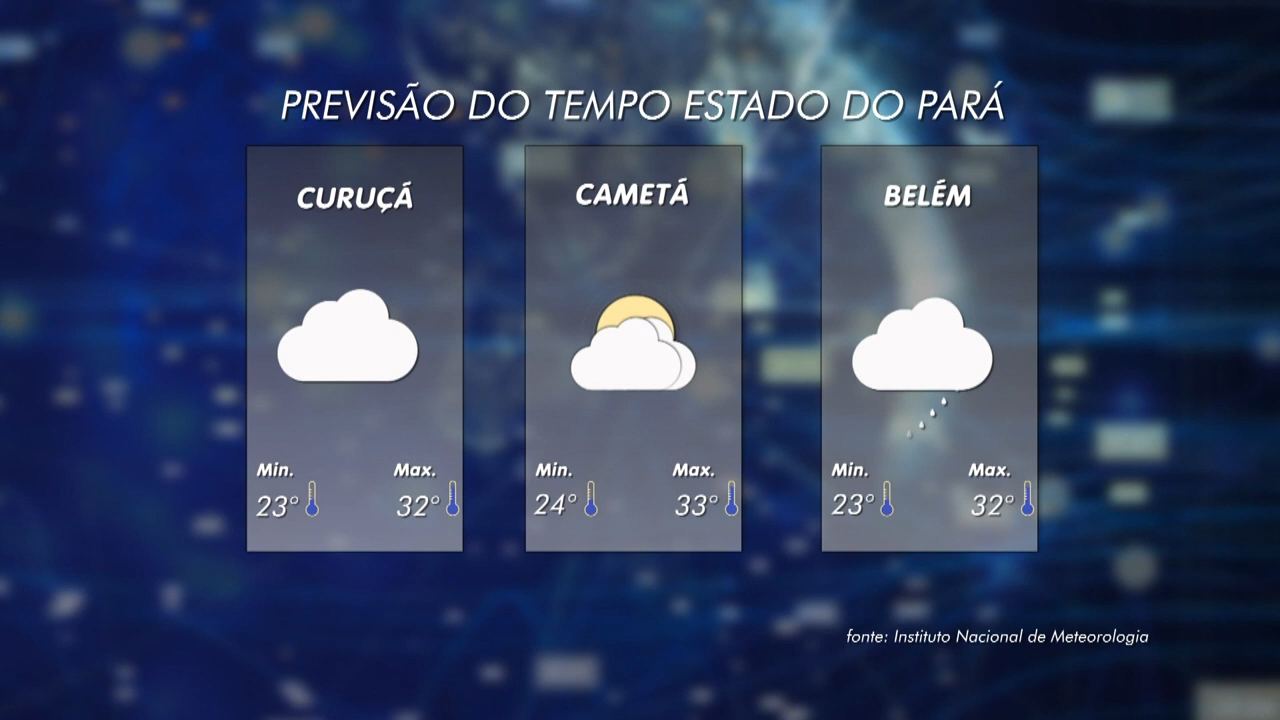 PREVISÃO DO TEMPO ESTADO DO PARÁ
CURUÇÁ
Min. Max.
23° 32°
CAMETÁ
Min. Max.
24° 33°
BELÉM
Min. Max.
23° 32°
fonte: Instituto Nacional de Meteorologia